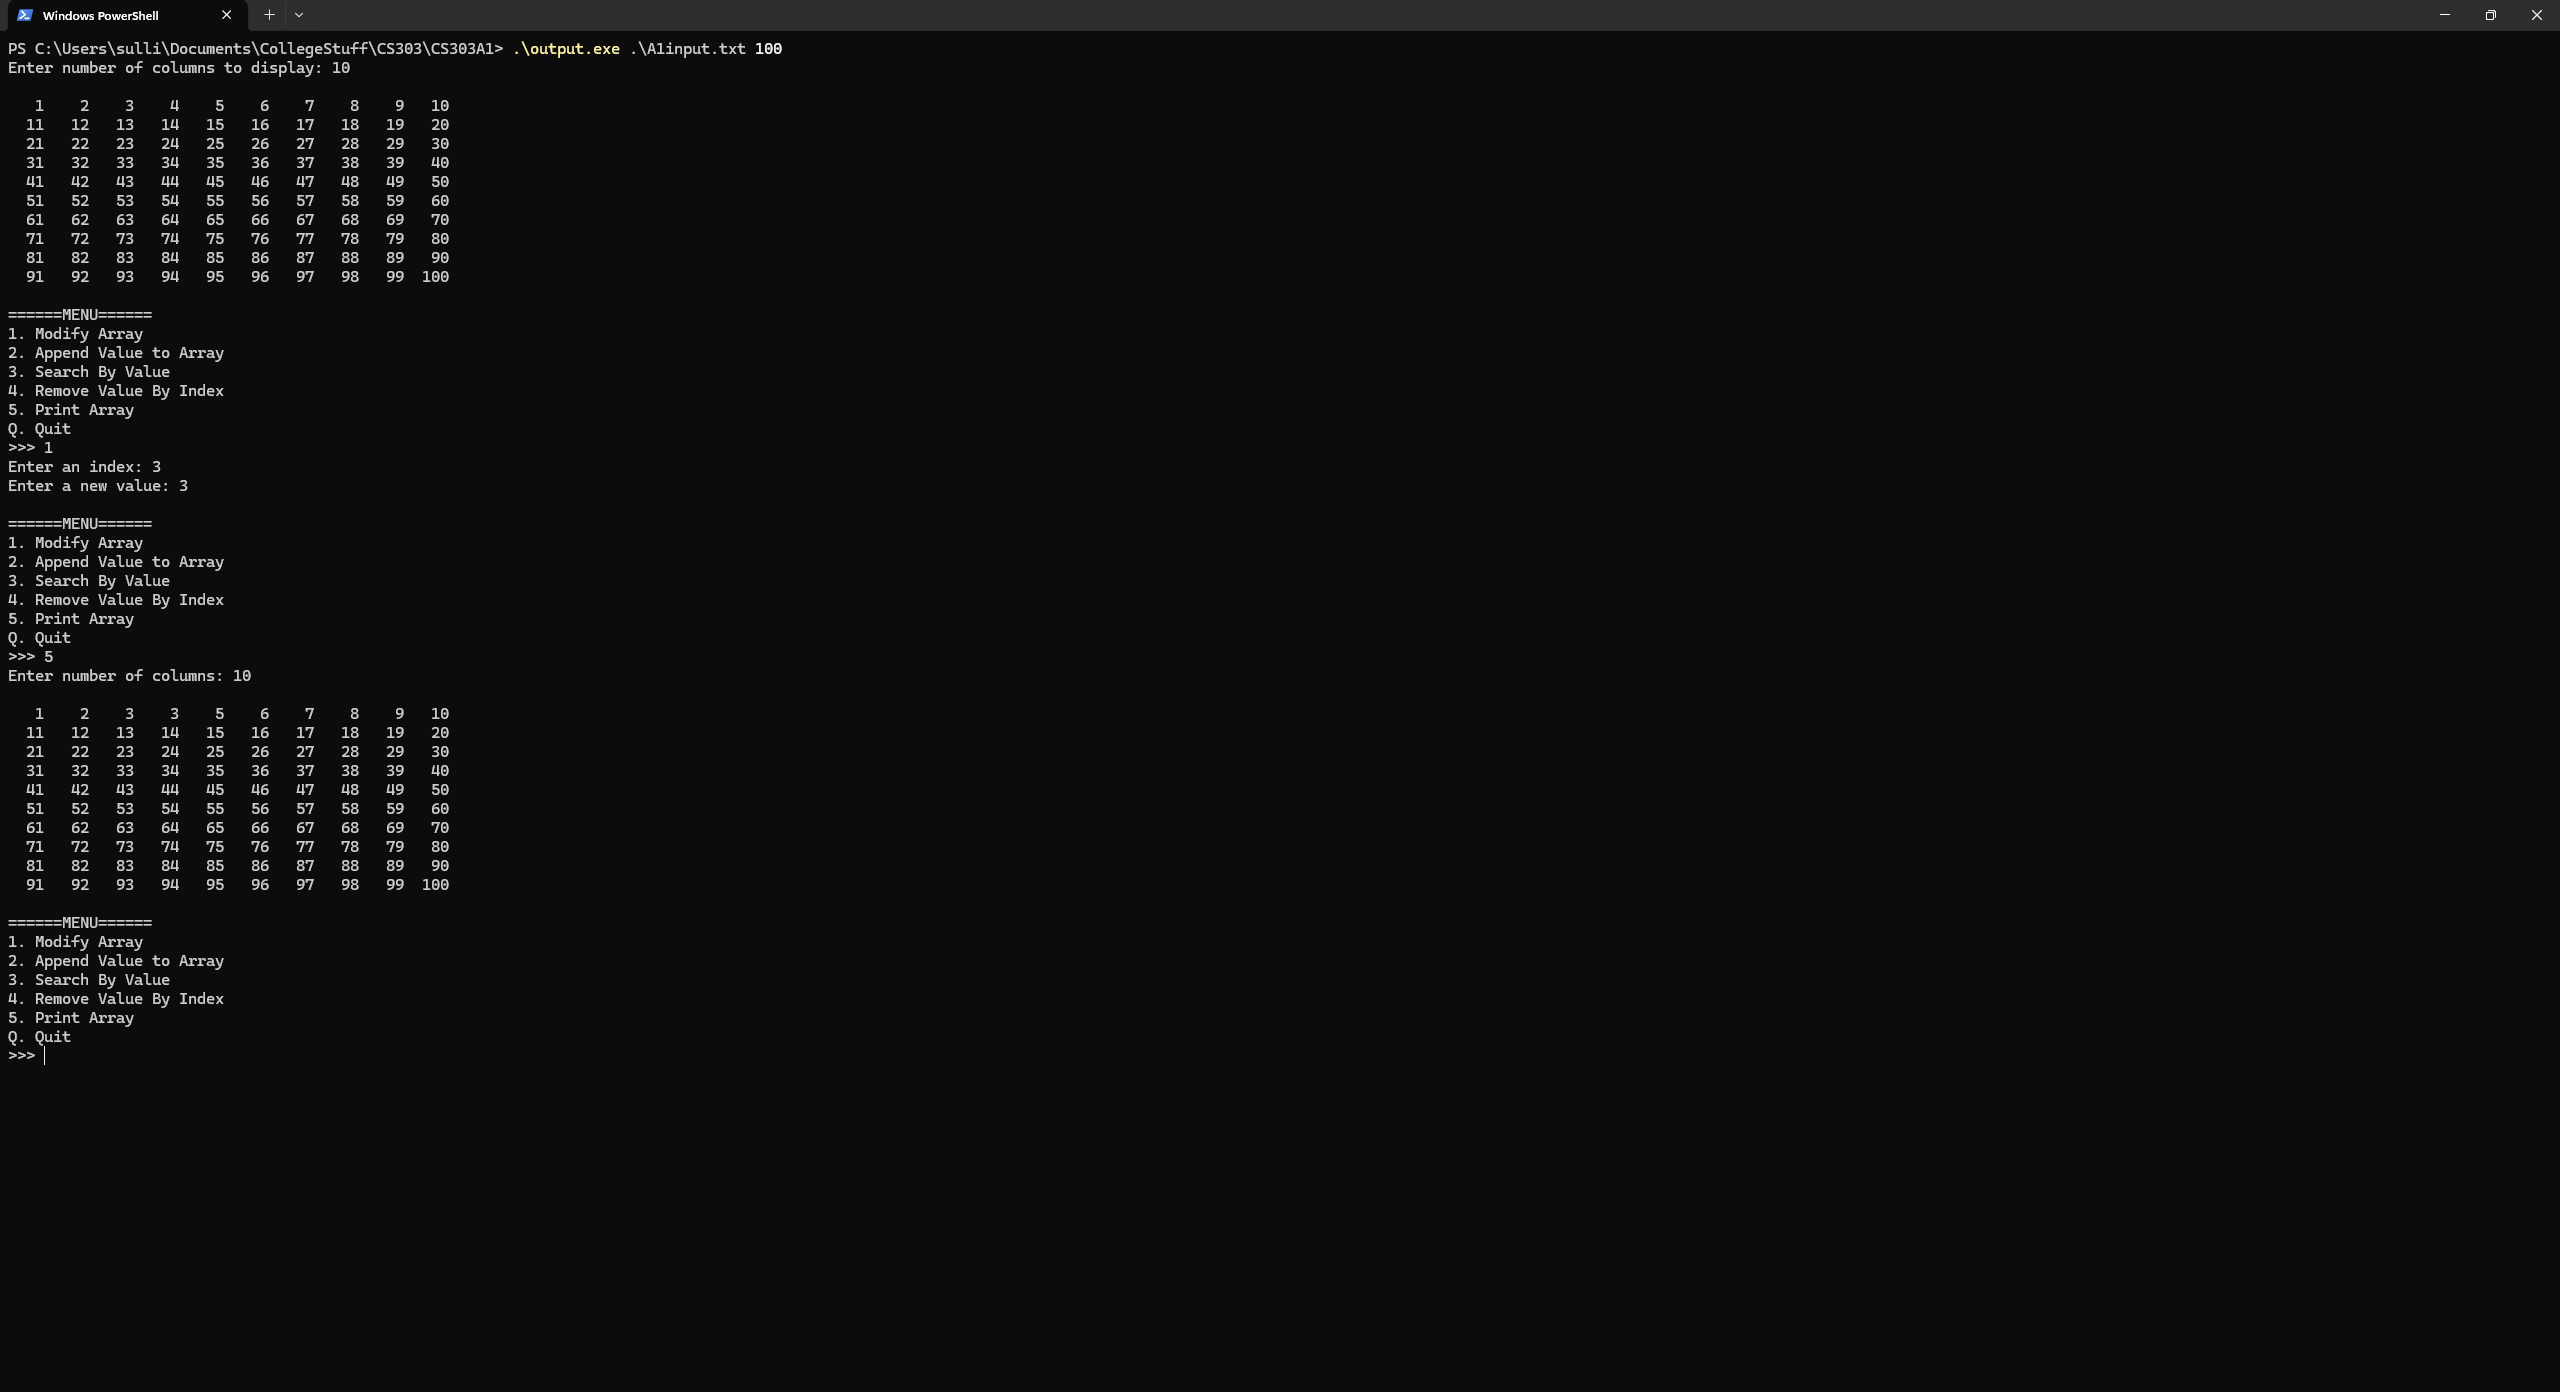 Windows PowerShell
PS C:\Users\sulli\Documents\CollegeStuff\CS303\CS303A1> .\output.exe .\A1input.txt 100
Enter number of columns to display: 10
1 2 3 4 5 6 7 8 9 10
11 12 13 14 15 16 17 18 19 20
21 22 23 24 25 26 27 28 29 30
31 32 33 34 35 36 37 38 39 40
41 42 43 44 45 46 47 48 49 50
51 52 53 54 55 56 57 58 59 60
61 62 63 64 65 66 67 68 69 70
71 72 73 74 75 76 77 78 79 80
81 82 83 84 85 86 87 88 89 90
91 92 93 94 95 96 97 98 99 100
======MENU======
1. Modify Array
2. Append Value to Array
3. Search By Value
4. Remove Value By Index
5. Print Array
Q. Quit
>>> 1
Enter an index: 3
Enter a new value: 3
======MENU======
1. Modify Array
2. Append Value to Array
3. Search By Value
4. Remove Value By Index
5. Print Array
Q. Quit
>>> 5
Enter number of columns: 10
1 2 3 3 5 6 7 8 9 10
11 12 13 14 15 16 17 18 19 20
21 22 23 24 25 26 27 28 29 30
31 32 33 34 35 36 37 38 39 40
41 42 43 44 45 46 47 48 49 50
51 52 53 54 55 56 57 58 59 60
61 62 63 64 65 66 67 68 69 70
71 72 73 74 75 76 77 78 79 80
81 82 83 84 85 86 87 88 89 90
91 92 93 94 95 96 97 98 99 100
======MENU======
1. Modify Array
2. Append Value to Array
3. Search By Value
4. Remove Value By Index
5. Print Array
Q. Quit
>>>